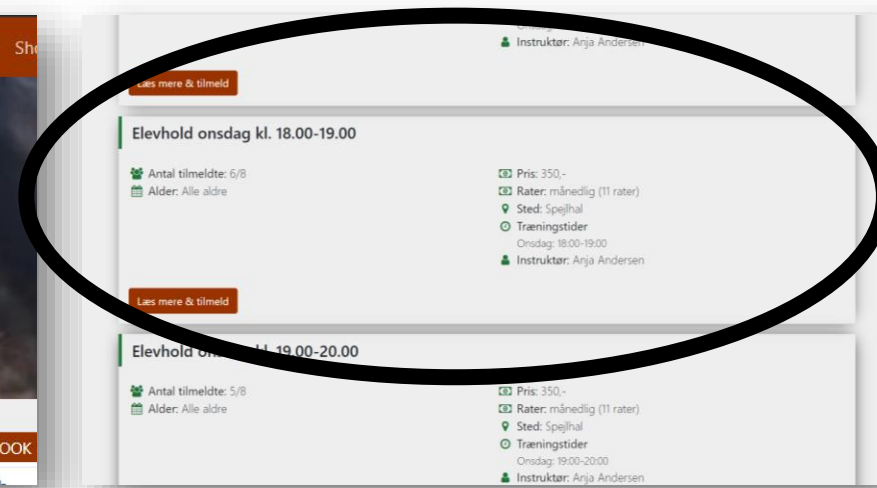 Instruktør: Anja Andersen
Læs mere & tilmeld
Elevhold onsdag kl. 18.00-19.00
Antal tilmeldte: 6/8
Alder: Alle aldre
Pris: 350,-
Rater: månedlig (11 rater)
Sted: Spejlhal
Træningstider
Onsdag: 18:00-19:00
Instruktør: Anja Andersen
Læs mere & tilmeld
Elevhold kl. 19.00-20.00
Antal tilmeldte: 5/8
Alder: Alle aldre
Pris: 350,-
Rater: månedlig (11 rater)
Sted: Spejlhal
Træningstider
Onsdag: 19:00-20:00
Instruktør: Anja Andersen